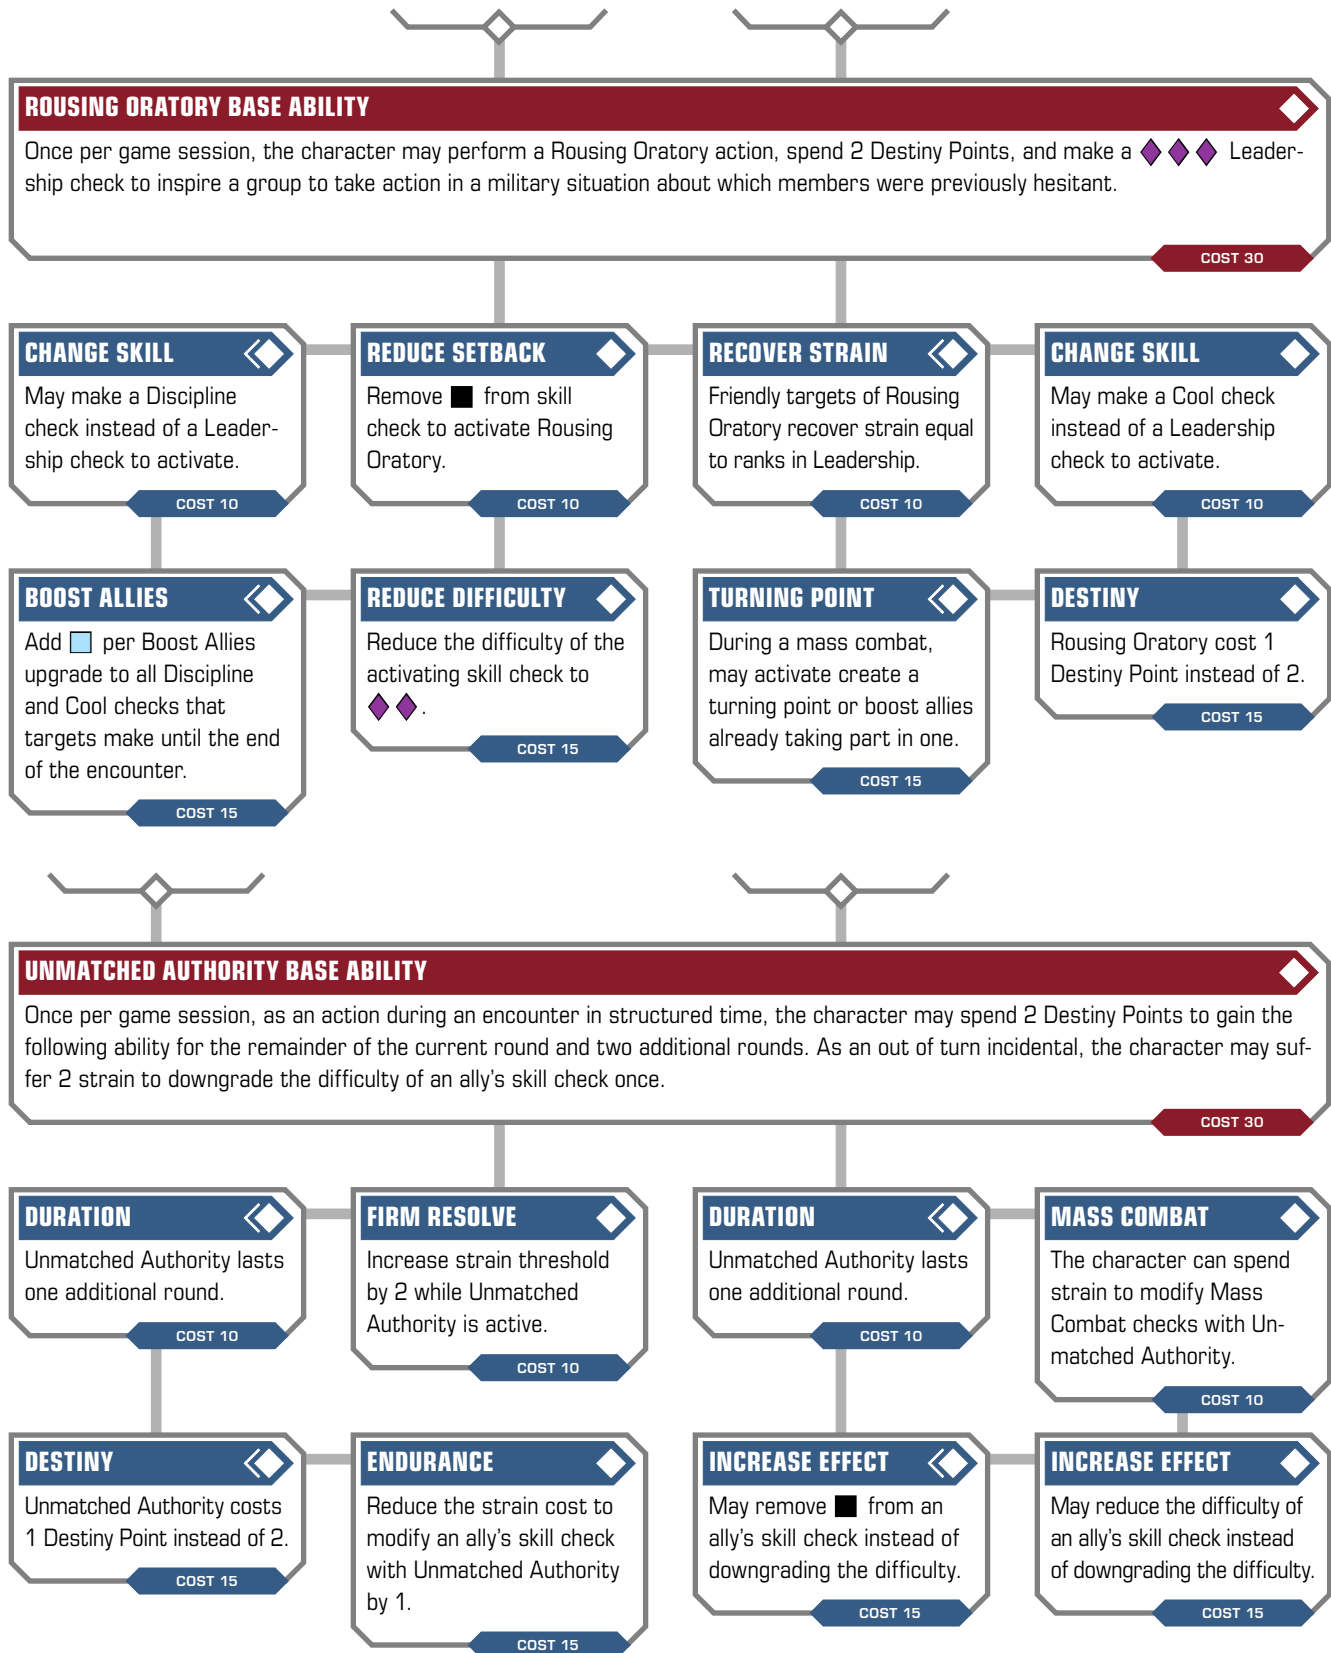 ROUSING ORATORY BASE ABILITY
Once per game session, the character may perform a Rousing Oratory action, spend 2 Destiny Points, and make a Leader-
ship check to inspire a group to take action in a military situation about which members were previously hesitant.
COST 30
CHANGE SKILL
May make a Discipline
check instead of a Leader-
ship check to activate.
COST 10
REDUCE SETBACK
Remove from skill
check to activate Rousing
Oratory.
COST 10
RECOVER STRAIN
Friendly targets of Rousing
Oratory recover strain equal
to ranks in Leadership.
COST 10
CHANGE SKILL
May make a Cool check
instead of a Leadership
check to activate.
COST 10
BOOST ALLIES
Add per Boost Allies
upgrade to all Discipline
and Cool checks that
targets make until the end
of the encounter.
COST 15
REDUCE DIFFICULTY
Reduce the difficulty of the
activating skill check to
.
COST 15
TURNING POINT
During a mass combat,
may activate create a
turning point or boost allies
already taking part in one.
COST 15
DESTINY
Rousing Oratory cost 1
Destiny Point instead of 2.
COST 15
UNMATCHED AUTHORITY BASE ABILITY
Once per game session, as an action during an encounter in structured time, the character may spend 2 Destiny Points to gain the
following ability for the remainder of the current round and two additional rounds. As an out of turn incidental, the character may suf-
fer 2 strain to downgrade the difficulty of an ally's skill check once.
COST 30
DURATION
Unmatched Authority lasts
one additional round.
COST 10
FIRM RESOLVE
Increase strain threshold
by 2 while Unmatched
Authority is active.
COST 10
DURATION
Unmatched Authority lasts
one additional round.
COST 10
MASS COMBAT
The character can spend
strain to modify Mass
Combat checks with Un-
matched Authority.
COST 10
DESTINY
Unmatched Authority costs
1 Destiny Point instead of 2.
COST 15
ENDURANCE
Reduce the strain cost to
modify an ally's skill check
with Unmatched Authority
by 1.
COST 15
INCREASE EFFECT
May remove from an
ally's skill check instead of
downgrading the difficulty.
COST 15
INCREASE EFFECT
May reduce the difficulty of
an ally's skill check instead
of downgrading the difficulty.
COST 15